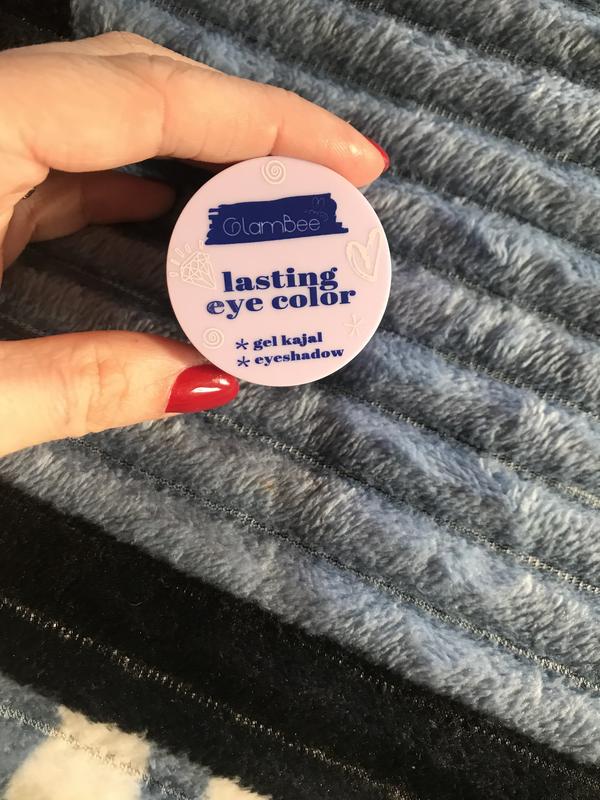 GlamBee
lasting
eye color
* gel kajal
* eyeshadow